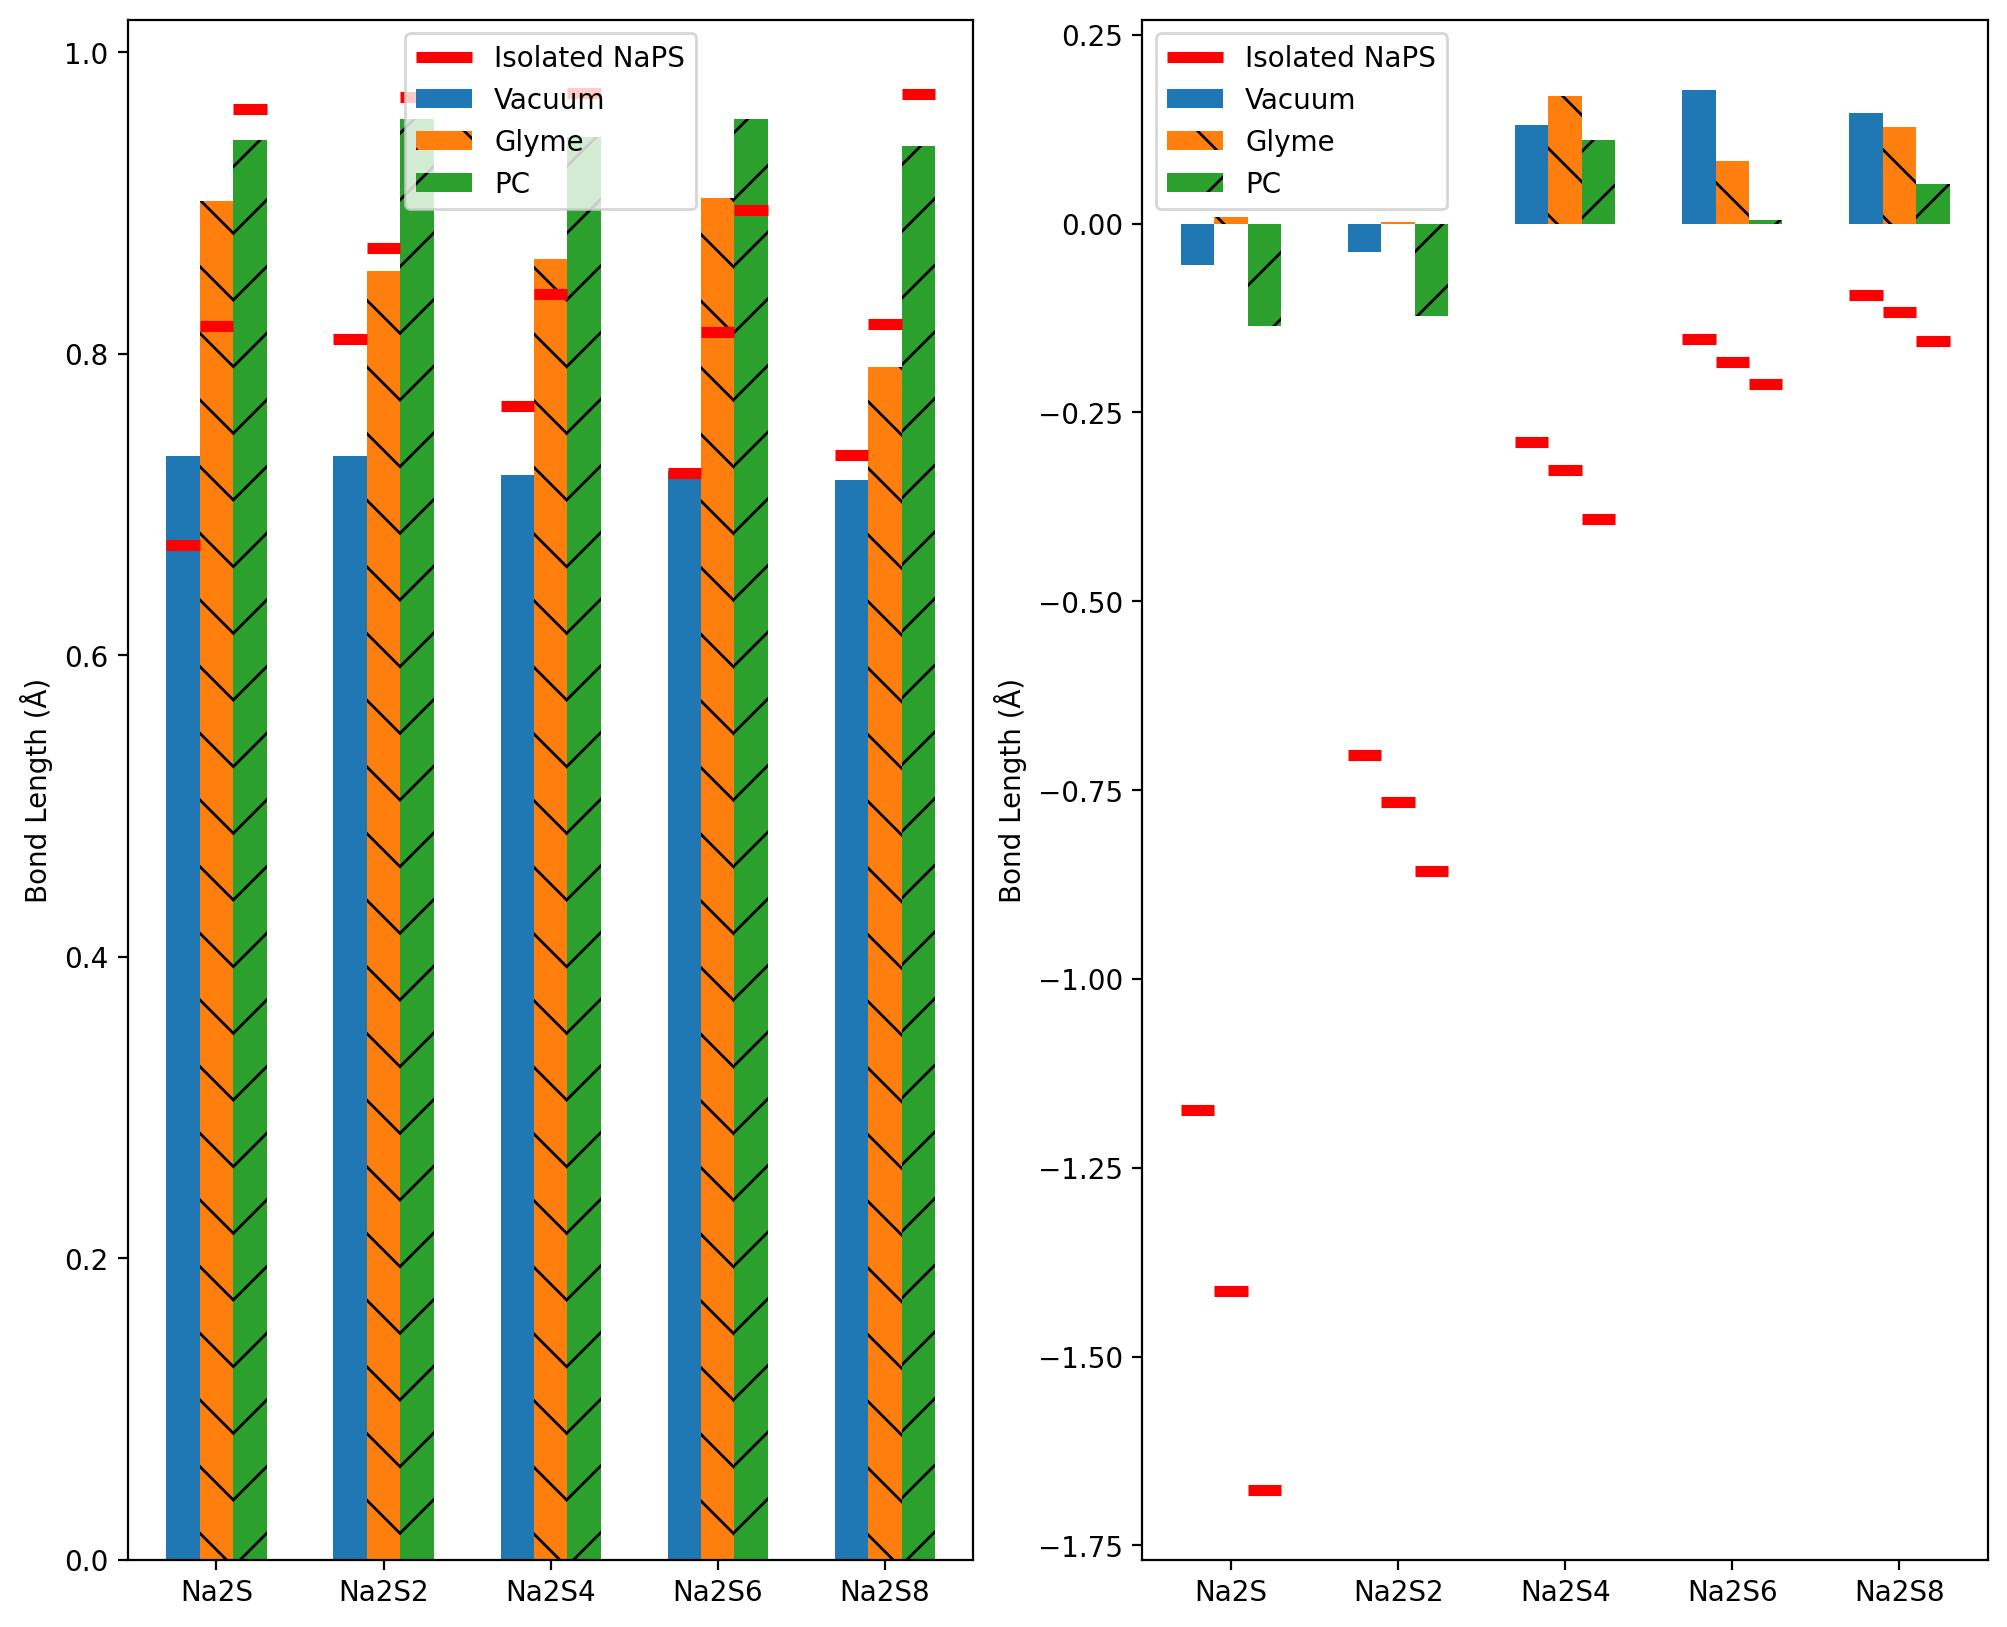 Isolated NaPS
Vacuum
Glyme
PC
1.0
0.8
0.6
0.4
0.2
0.0
Bond Length (Å)
Na2S
Na2S2
Na2S4
Na2S6
Na2S8
Isolated NaPS
Vacuum
Glyme
PC
0.25
0.00
−0.25
−0.50
−0.75
−1.00
−1.25
−1.50
−1.75
Bond Length (Å)
Na2S
Na2S2
Na2S4
Na2S6
Na2S8